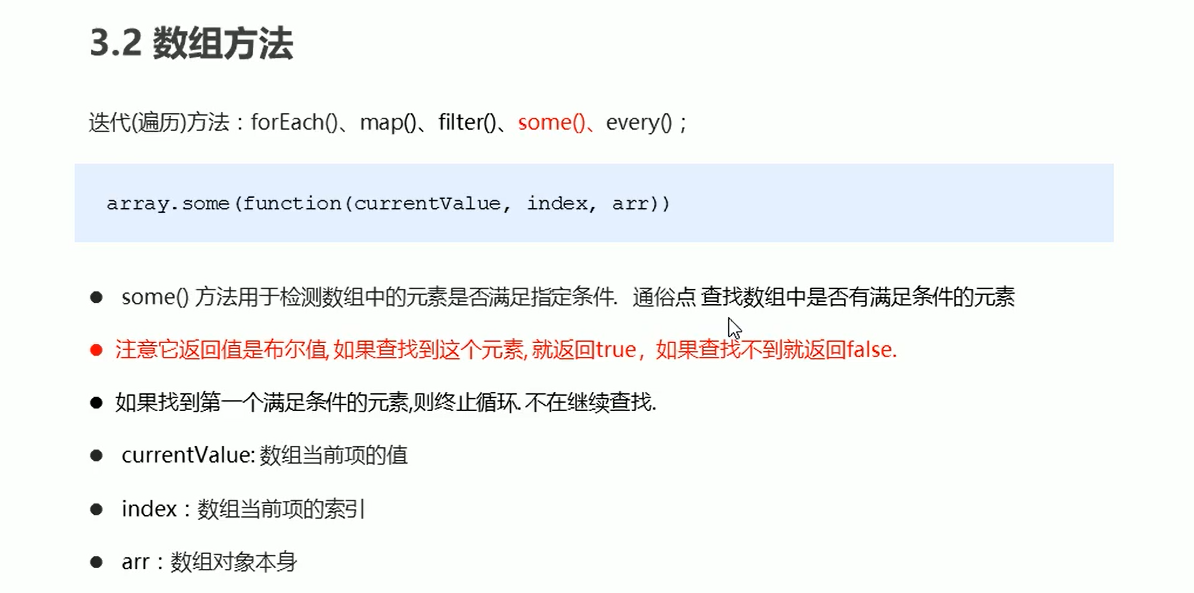 3.2 数组方法
迭代(遍历)方法：forEach()、map()、filter()、some()、every()；
array.some(function(currentValue, index, arr))
● some() 方法用于检测数组中的元素是否满足指定条件. 通俗点 查找数组中是否有满足条件的元素
● 注意它返回值是布尔值, 如果查找到这个元素, 就返回true，如果查找不到就返回false.
● 如果找到第一个满足条件的元素,则终止循环. 不在继续查找.
● currentValue: 数组当前项的值
● index：数组当前项的索引
● arr：数组对象本身